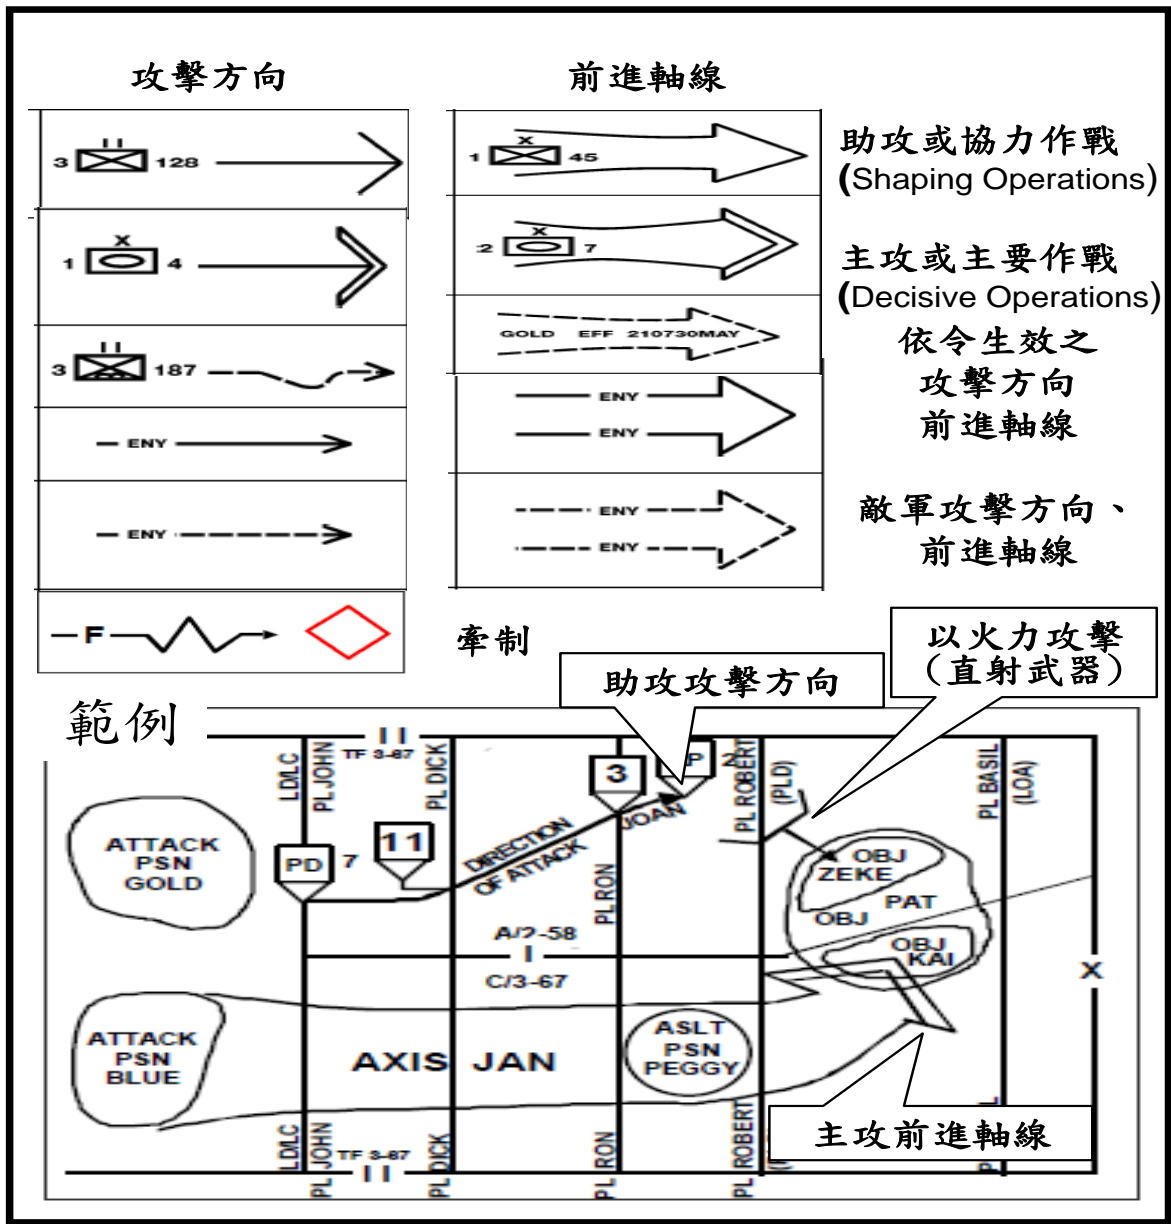 攻擊方向
前進軸線
3 II 128
1 X 45
助攻或協力作戰
(Shaping Operations)
1 X 4
2 X 7
主攻或主要作戰
(Decisive Operations)
GOLD EFF 210730MAY
依令生效之
攻擊方向
前進軸線
3 II 187
ENY
ENY
ENY
ENY
ENY
ENY
敵軍攻擊方向、
前進軸線
F
牽制
以火力攻擊
(直射武器)
助攻攻擊方向
範例
II
TF 3-67
LD/LC
PL JOHN
PL DICK
3
P 2
PL ROBERT
(PLD)
PL BASIL
(LOA)
ATTACK
PSN
GOLD
PD 7
11
DIRECTION
OF ATTACK
JOAN
PL RON
OBJ
ZEKE
PAT
OBJ
OBJ
KAI
A/2-58
I
C/3-67
X
ATTACK
PSN
BLUE
AXIS JAN
ASLT
PSN
PEGGY
主攻前進軸線
LD/LC
PL JOHN
TF 3-67
II
PL DICK
PL RON
PL ROBERT